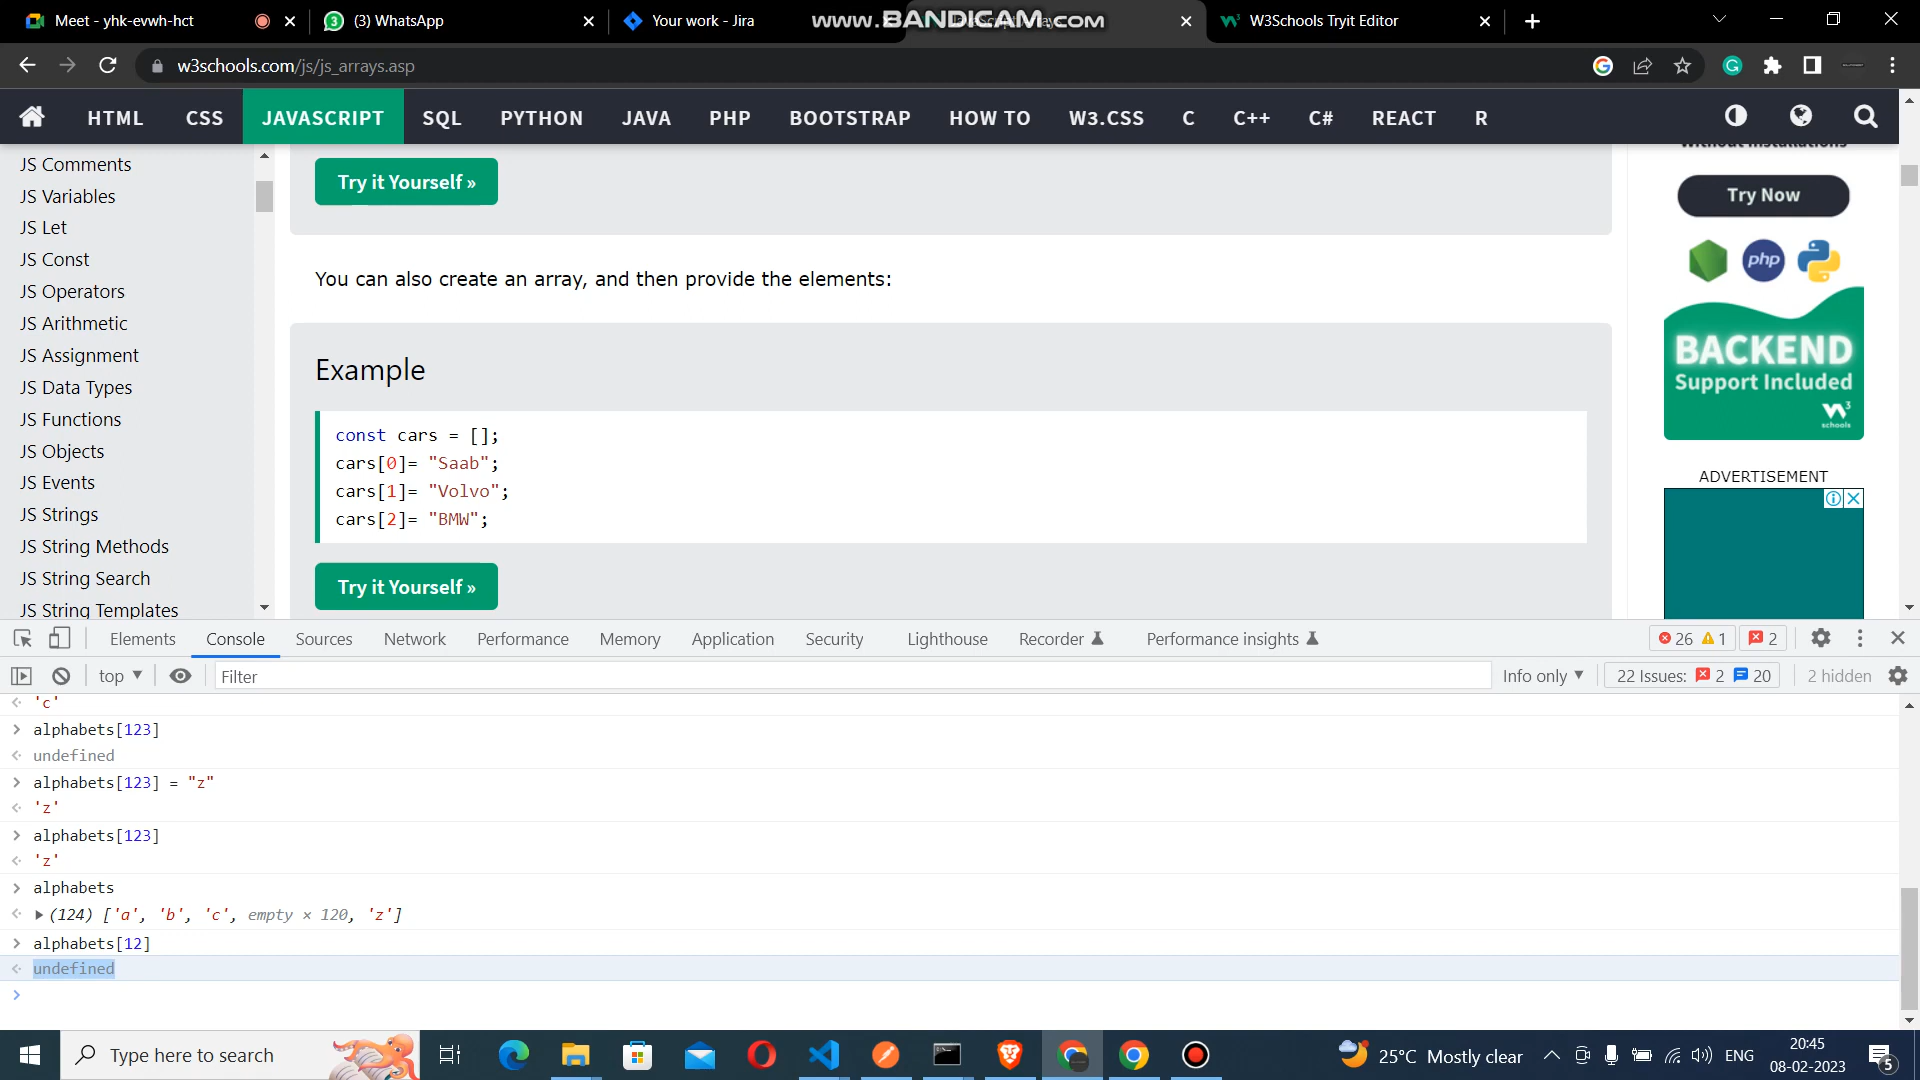 Meet - yhk-evwh-hct
(3) WhatsApp
Your work - Jira
www.BANDICAM.COM
W3Schools Tryit Editor
w3schools.com/js/js_arrays.asp
HTML
CSS
JAVASCRIPT
SQL
PYTHON
JAVA
PHP
BOOTSTRAP
HOW TO
W3.CSS
C
C++
C#
REACT
R
JS Comments
JS Variables
JS Let
JS Const
JS Operators
JS Arithmetic
JS Assignment
JS Data Types
JS Functions
JS Objects
JS Events
JS Strings
JS String Methods
JS String Search
JS String Templates
Try it Yourself »
You can also create an array, and then provide the elements:
Example
const cars = [];
cars[0]= "Saab";
cars[1]= "Volvo";
cars[2]= "BMW";
Try it Yourself »
without installations
Try Now
php
BACKEND
Support Included
w3
schools
ADVERTISEMENT
Elements
Console
Sources
Network
Performance
Memory
Application
Security
Lighthouse
Recorder
Performance insights
26
1
2
top
Filter
Info only
22 Issues:
2
20
2 hidden
'c'
alphabets[123]
undefined
alphabets[123] = "z"
'z'
alphabets[123]
'z'
alphabets
(124) ['a', 'b', 'c', empty × 120, 'z']
alphabets[12]
undefined
Type here to search
25°C Mostly clear
ENG
20:45
08-02-2023
5